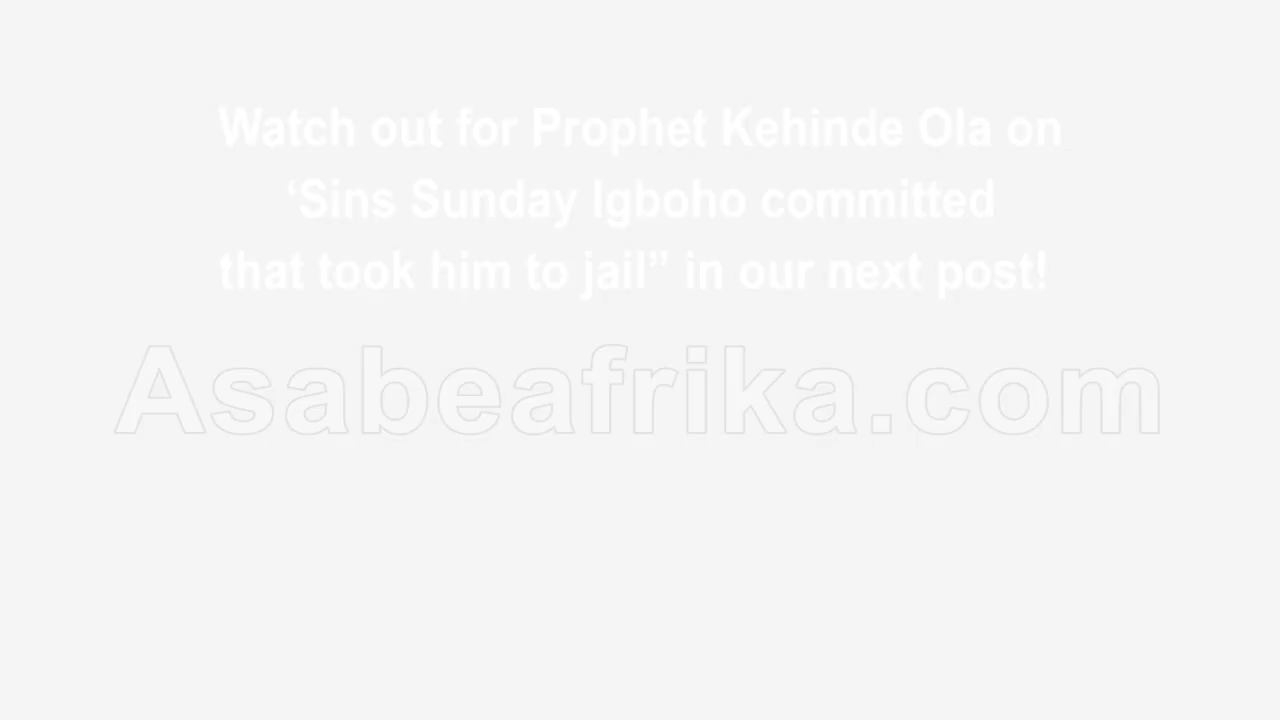 Watch out for Prophet Kehinde Ola on
‘Sins Sunday Igboho committed
that took him to jail” in our next post!
Asabeafrika.com